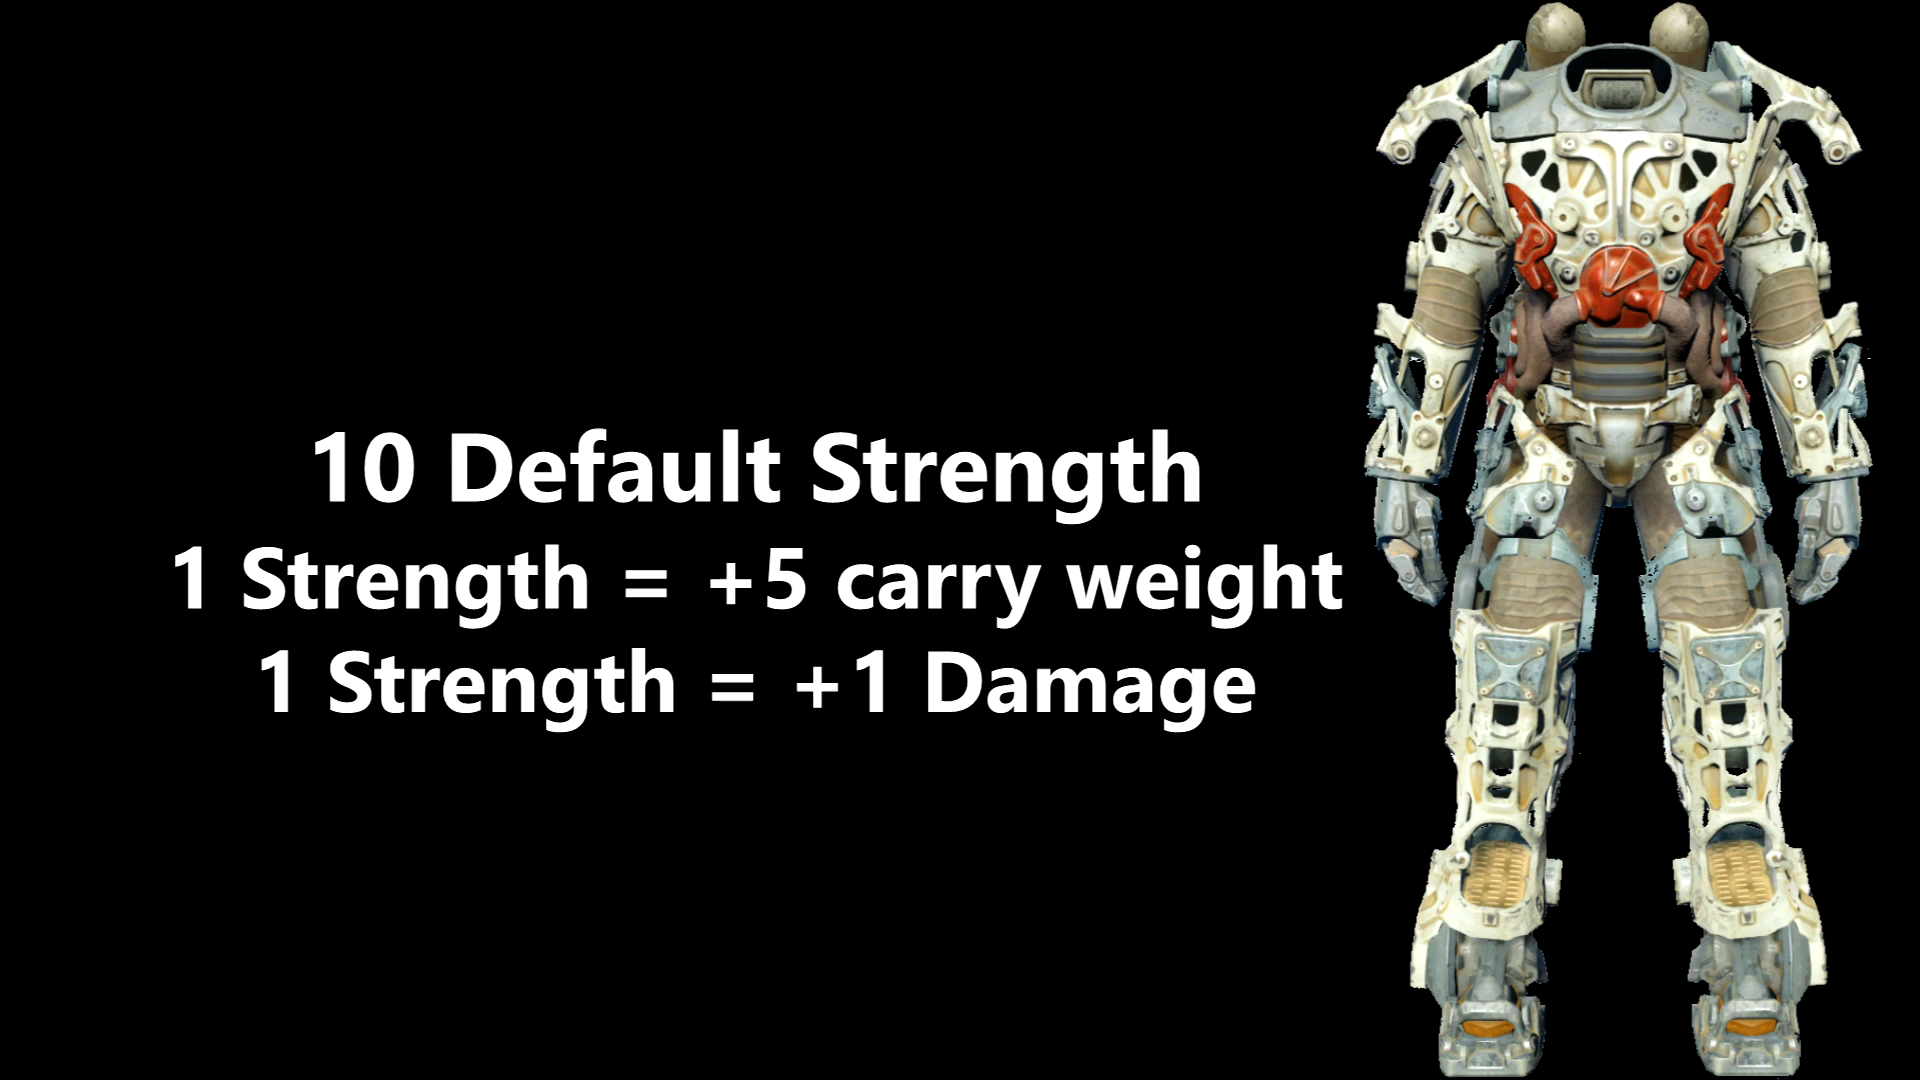 10 Default Strength
1 Strength = +5 carry weight
1 Strength = +1 Damage